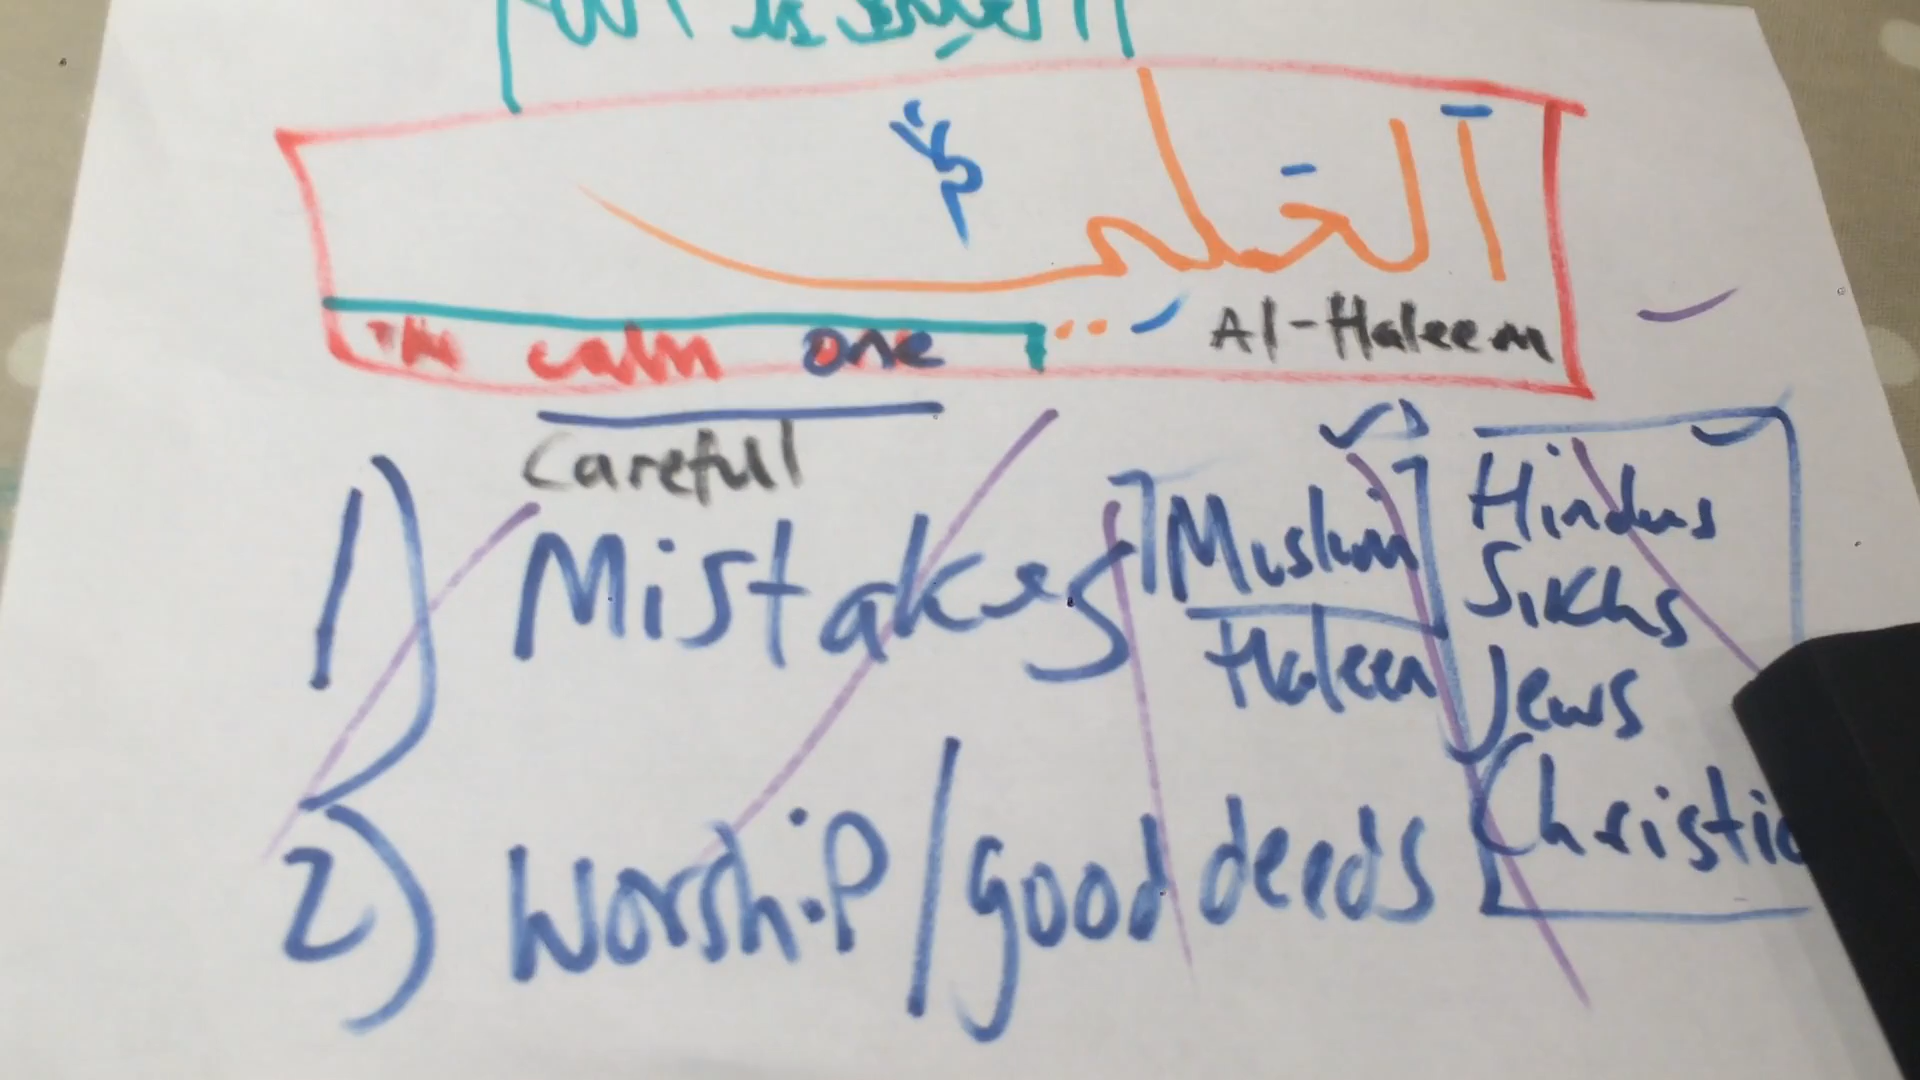 الحليم
The calm one
Al-Haleem
Careful
1) Mistakes
Muslim
Haleem
Hindus
Sikhs
Jews
Christia
2) Worship/good deeds